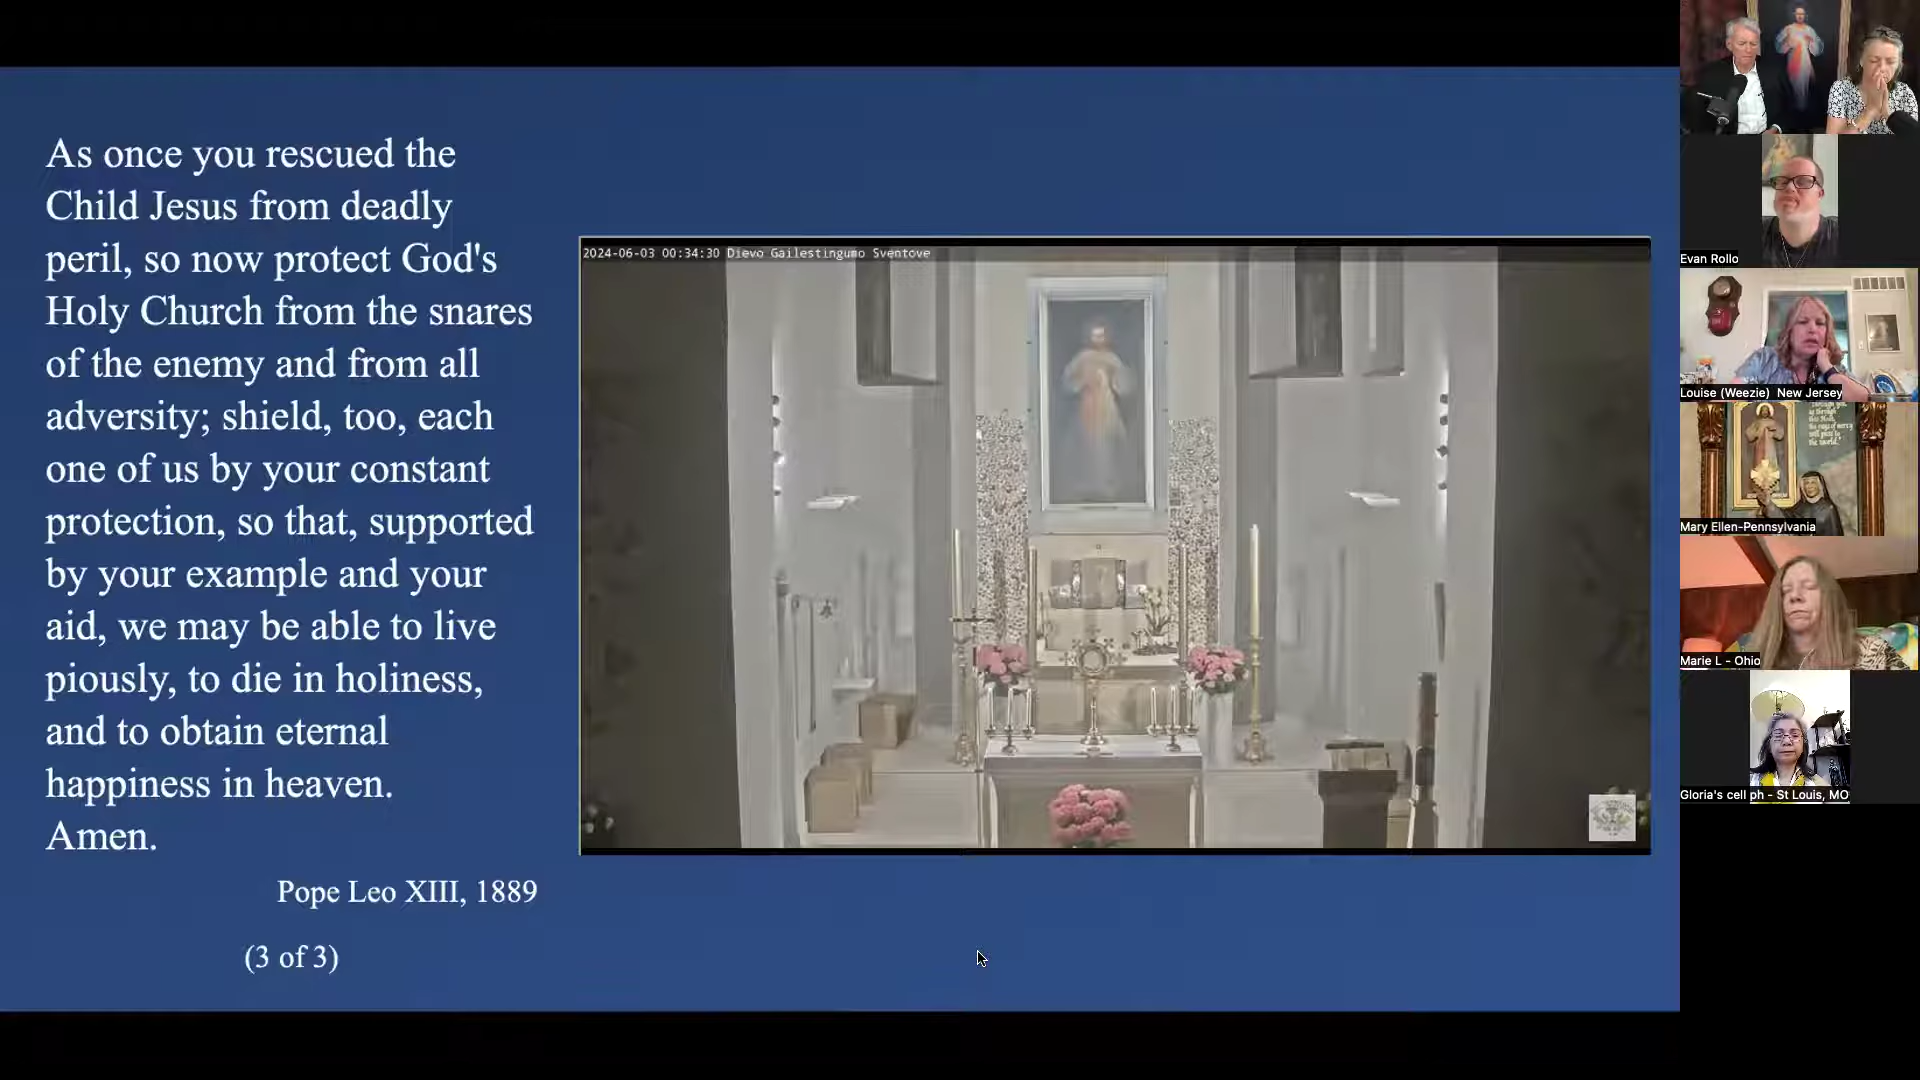 As once you rescued the
Child Jesus from deadly
peril, so now protect God's
Holy Church from the snares
of the enemy and from all
adversity; shield, too, each
one of us by your constant
protection, so that, supported
by your example and your
aid, we may be able to live
piously, to die in holiness,
and to obtain eternal
happiness in heaven.
Amen.
Pope Leo XIII, 1889
(3 of 3)
2024-06-03 00:34:30 Dievo Gailestingumo Sventove
Evan Rollo
Louise (Weezie) New Jersey
Mary Ellen-Pennsylvania
Marie L - Ohio
Gloria's cell ph - St Louis, MO